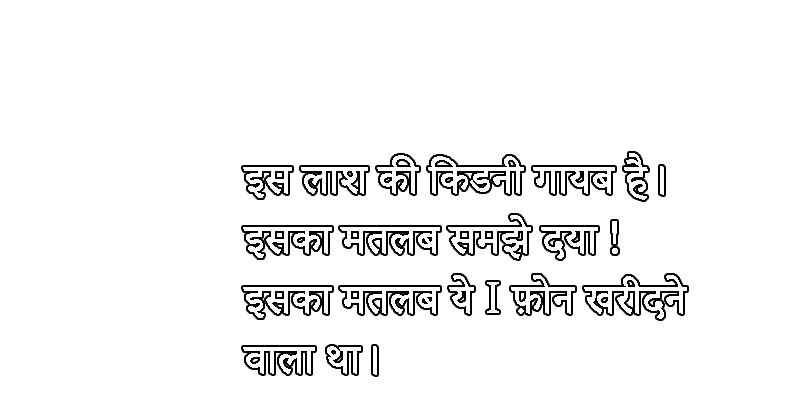 इस लाश की किडनी गायब है।
इसका मतलब समझे दया !
इसका मतलब ये I फ़ोन खरीदने
वाला था।